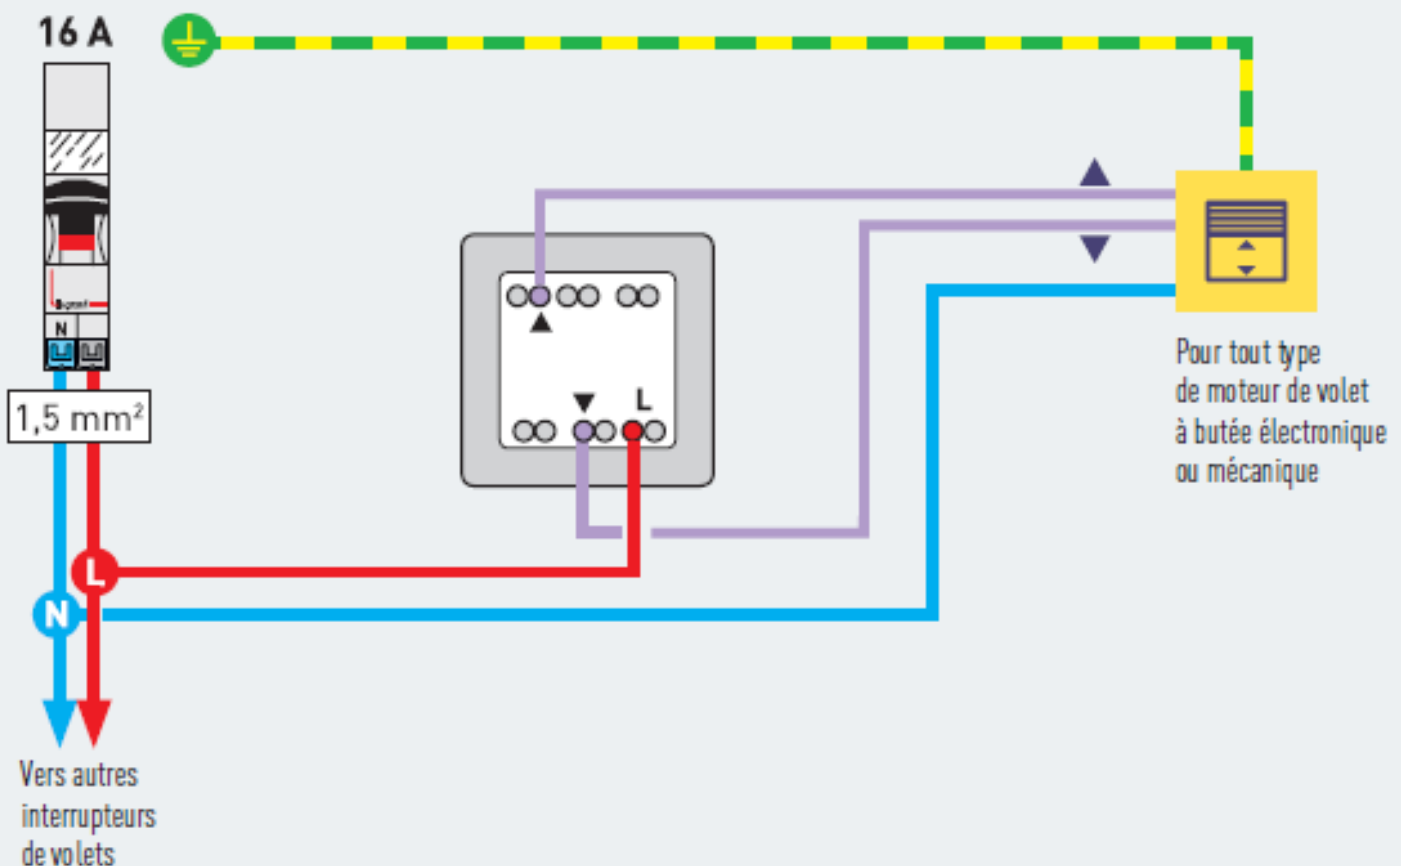 16 A
N
1,5 mm²
L
L
N
Pour tout type
de moteur de volet
à butée électronique
ou mécanique
Vers autres
interrupteurs
de volets